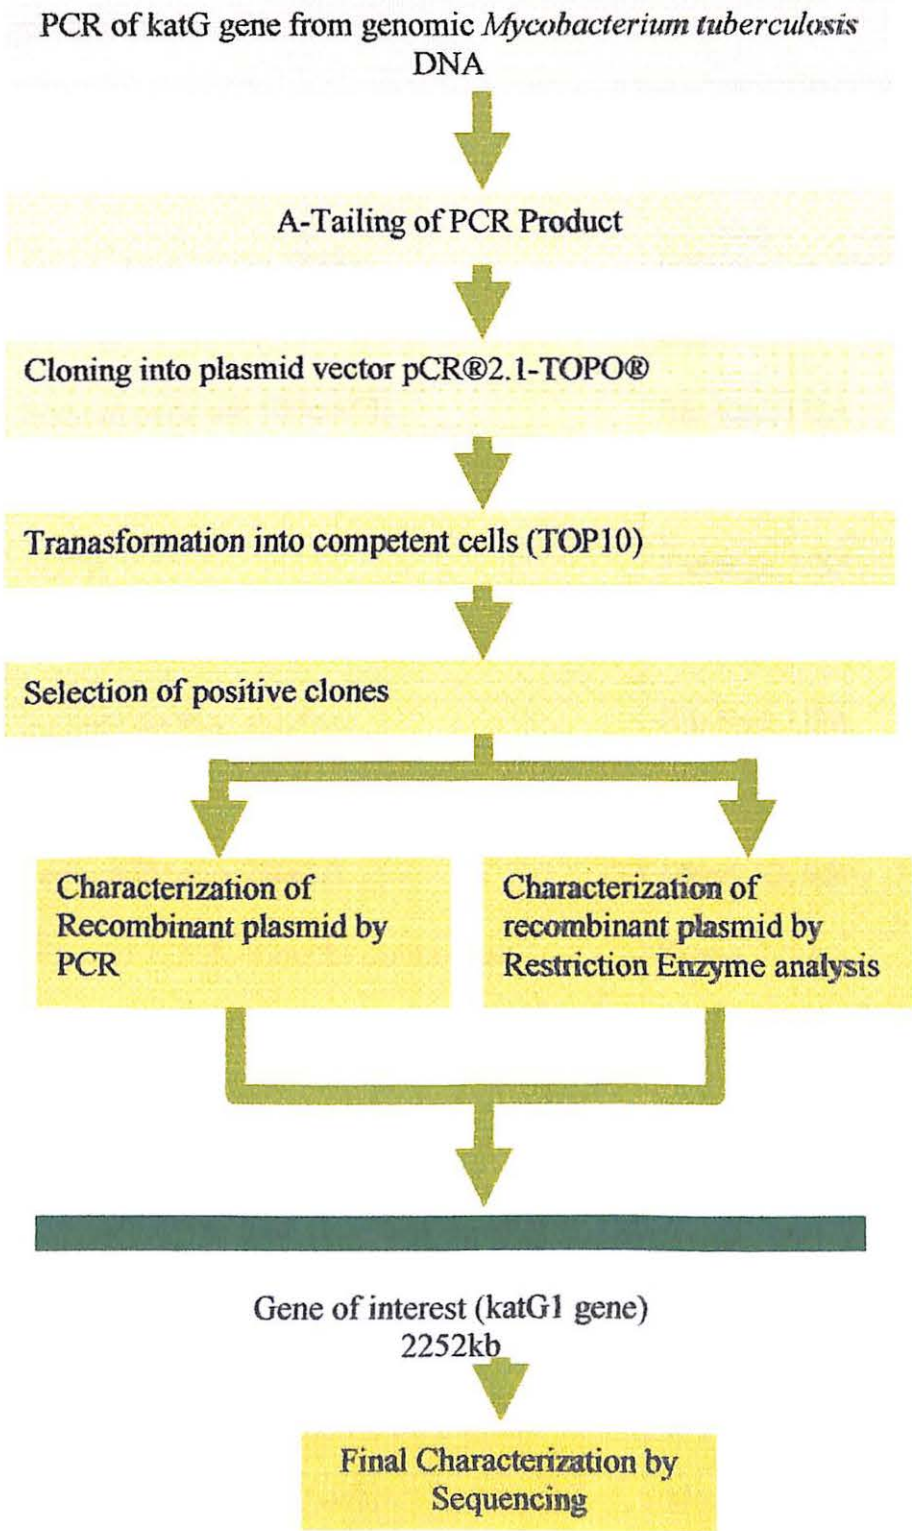 PCR of katG gene from genomic Mycobacterium tuberculosis
DNA
A-Tailing of PCR Product
Cloning into plasmid vector pCR®2.1-TOPO®
Tranasformation into competent cells (TOP10)
Selection of positive clones
Characterization of
Recombinant plasmid by
PCR
Characterization of
recombinant plasmid by
Restriction Enzyme analysis
Gene of interest (katG1 gene)
2252kb
Final Characterization by
Sequencing